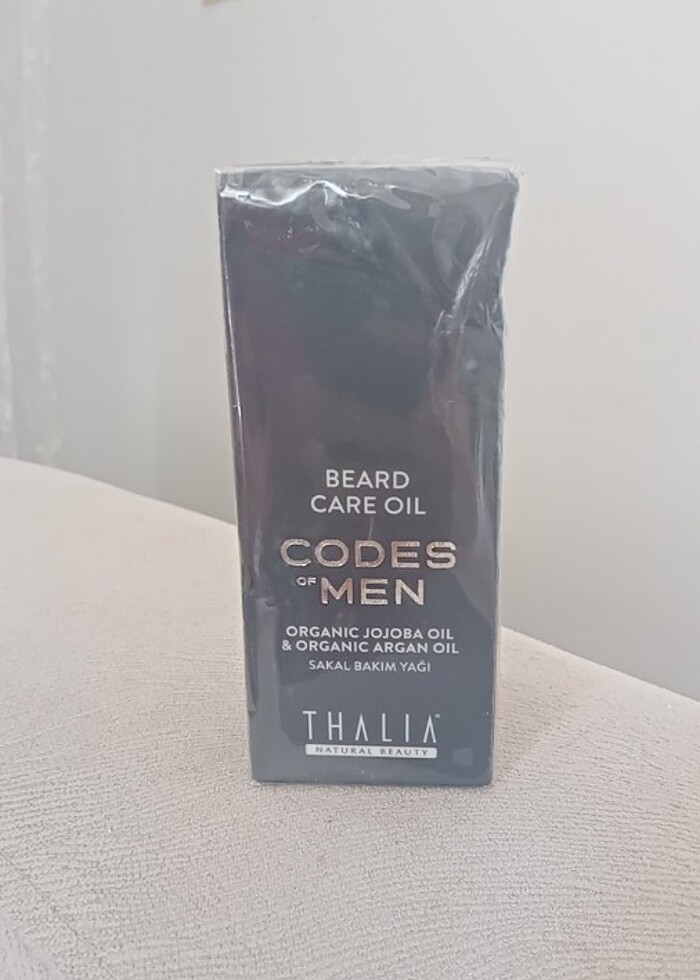 BEARD
CARE OIL
CODES
OF MEN
ORGANIC JOJOBA OIL
& ORGANIC ARGAN OIL
SAKAL BAKIM YAĞI
THALIA
NATURAL BEAUTY